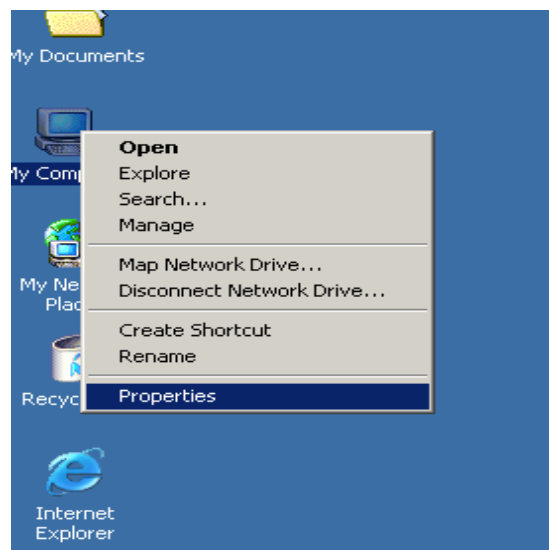 My Documents
My Comp
Open
Explore
Search...
Manage
Map Network Drive...
Disconnect Network Drive...
Create Shortcut
Rename
Properties
My Ne
Plac
Recyc
Internet
Explorer